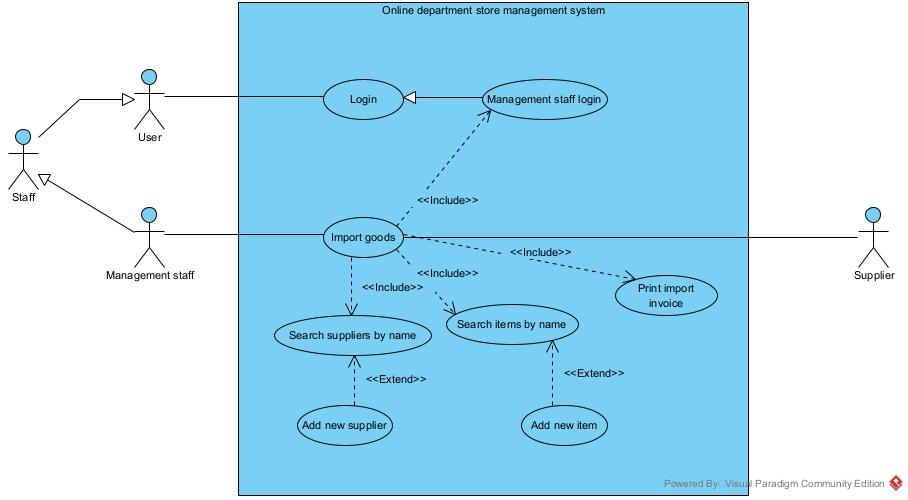 Online department store management system
Login
Management staff login
User
Staff
<<Include>>
Import goods
<<Include>>
Management staff
Supplier
<<Include>>
<<Include>>
Print import
invoice
Search suppliers by name
Search items by name
<<Extend>>
<<Extend>>
Add new supplier
Add new item
Powered By: Visual Paradigm Community Edition